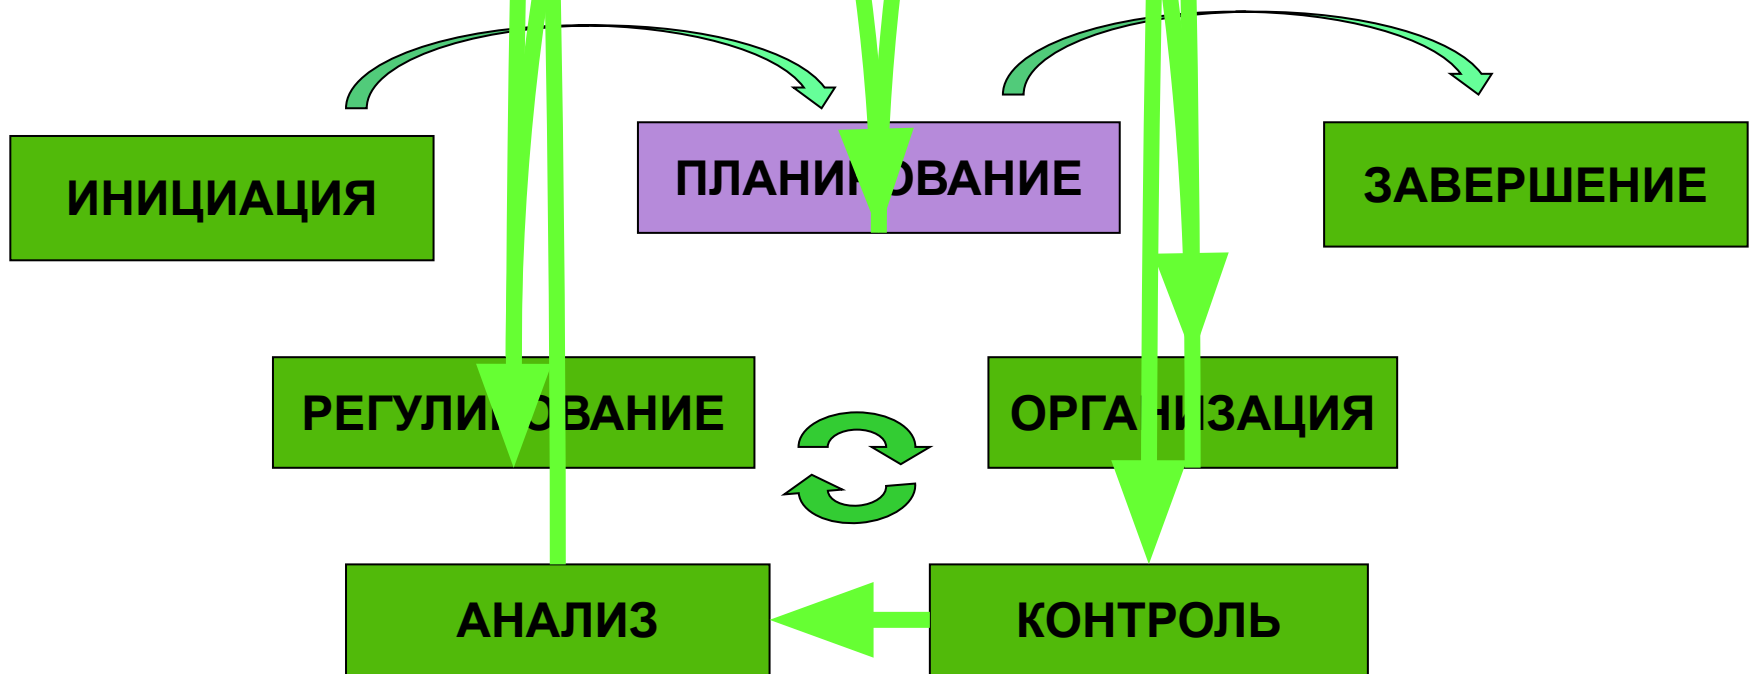 ИНИЦИАЦИЯ
ПЛАНИРОВАНИЕ
ЗАВЕРШЕНИЕ
РЕГУЛИРОВАНИЕ
ОРГАНИЗАЦИЯ
АНАЛИЗ
КОНТРОЛЬ